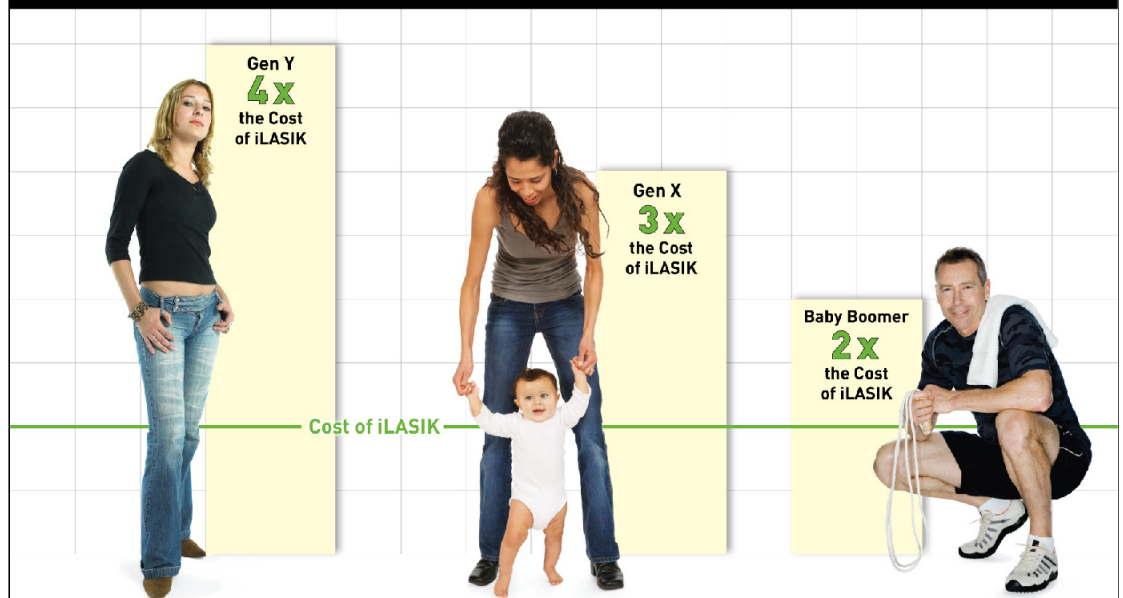 Gen Y
4x
the Cost
of iLASIK
Gen X
3x
the Cost
of iLASIK
Baby Boomer
2x
the Cost
of iLASIK
Cost of iLASIK